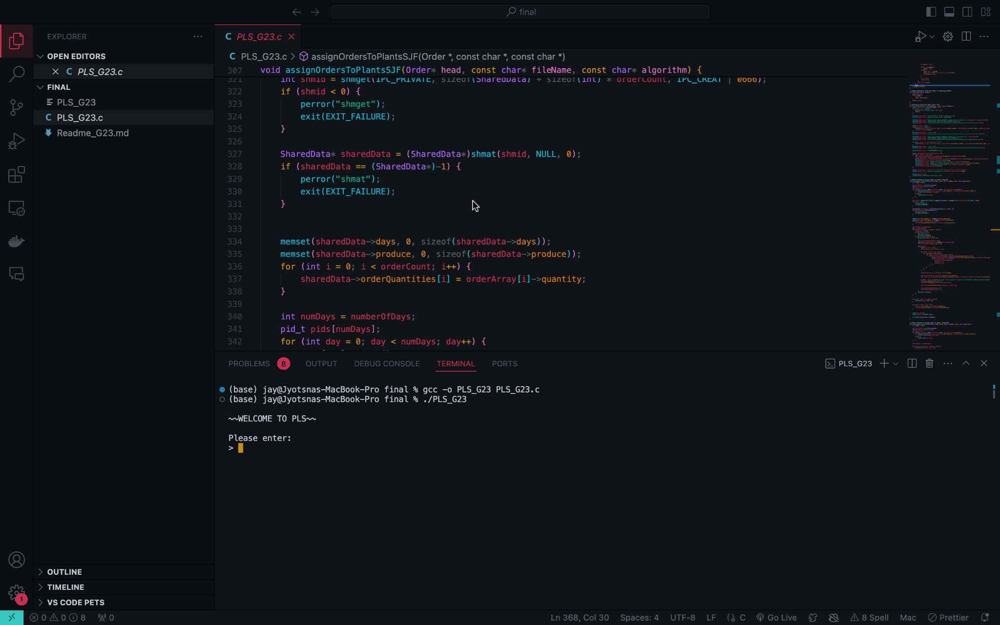 final
EXPLORER
OPEN EDITORS
C PLS_G23.c
FINAL
PLS_G23
C PLS_G23.c
Readme_G23.md
OUTLINE
TIMELINE
VS CODE PETS
1
C PLS_G23.c
C PLS_G23.c > assignOrdersToPlantsSJF(Order *, const char *, const char *)
307 void assignOrdersToPlantsSJF(Order* head, const char* fileName, const char* algorithm) {
321 int shmid = shmget(IPC_PRIVATE, sizeof(SharedData) + sizeof(int) * orderCount, IPC_CREAT | 0666);
322 if (shmid < 0) {
323 perror("shmget");
324 exit(EXIT_FAILURE);
325 }
326
327 SharedData* sharedData = (SharedData*)shmat(shmid, NULL, 0);
328 if (sharedData == (SharedData*)-1) {
329 perror("shmat");
330 exit(EXIT_FAILURE);
331 }
332
333
334 memset(sharedData->days, 0, sizeof(sharedData->days));
335 memset(sharedData->produce, 0, sizeof(sharedData->produce));
336 for (int i = 0; i < orderCount; i++) {
337 sharedData->orderQuantities[i] = orderArray[i]->quantity;
338 }
339
340 int numDays = numberOfDays;
341 pid_t pids[numDays];
342 for (int day = 0; day < numDays; day++) {
PROBLEMS 8 OUTPUT DEBUG CONSOLE TERMINAL PORTS
PLS_G23
(base) jay@Jyotsnas-MacBook-Pro final % gcc -o PLS_G23 PLS_G23.c
(base) jay@Jyotsnas-MacBook-Pro final % ./PLS_G23
~~WELCOME TO PLS~~
Please enter:
>
0 0 8 0 Ln 368, Col 30 Spaces: 4 UTF-8 LF C Go Live 8 Spell Mac Prettier